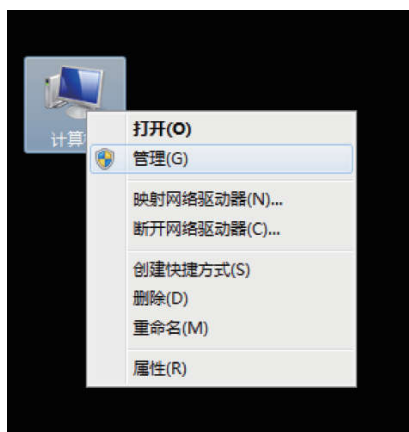 计算
打开(O)
管理(G)
映射网络驱动器(N)...
断开网络驱动器(C)...
创建快捷方式(S)
删除(D)
重命名(M)
属性(R)